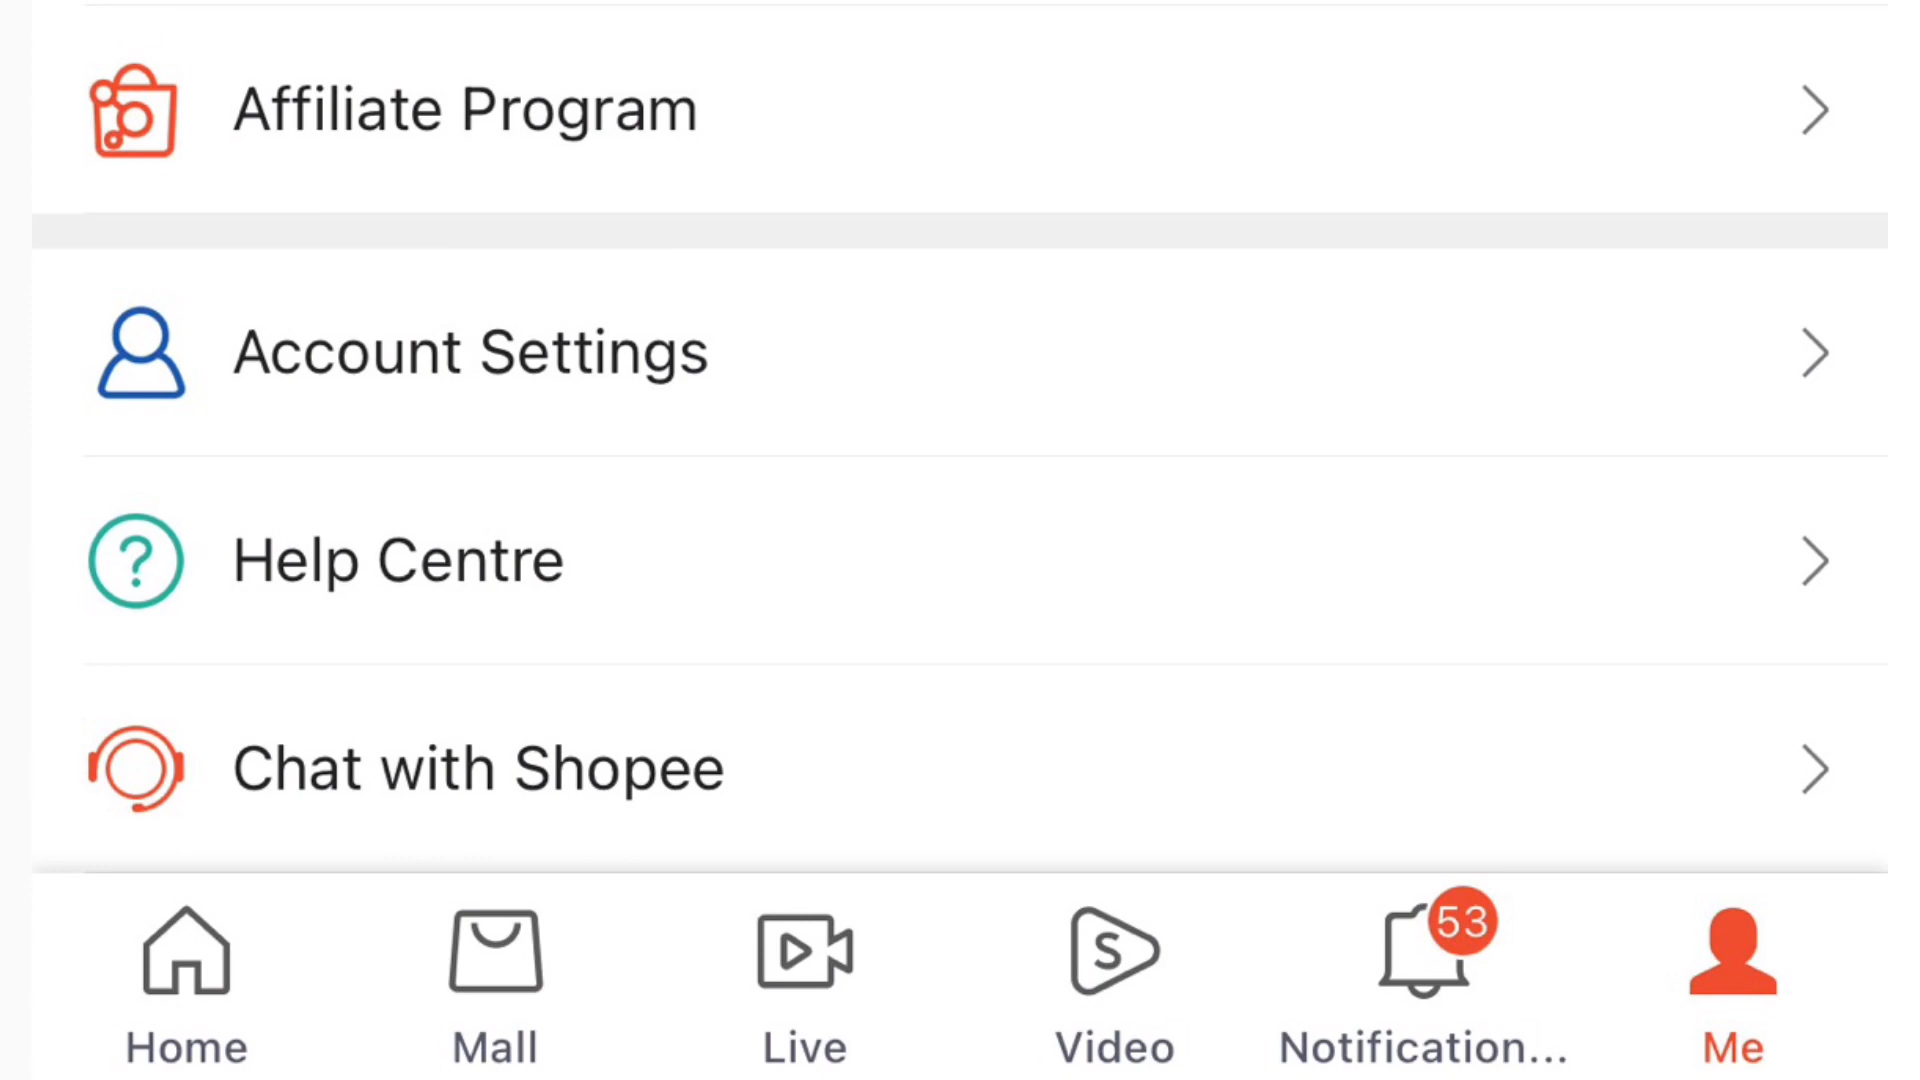 Affiliate Program
Account Settings
?
Help Centre
Chat with Shopee
S
53
Home
Mall
Live
Video
Notification...
Me